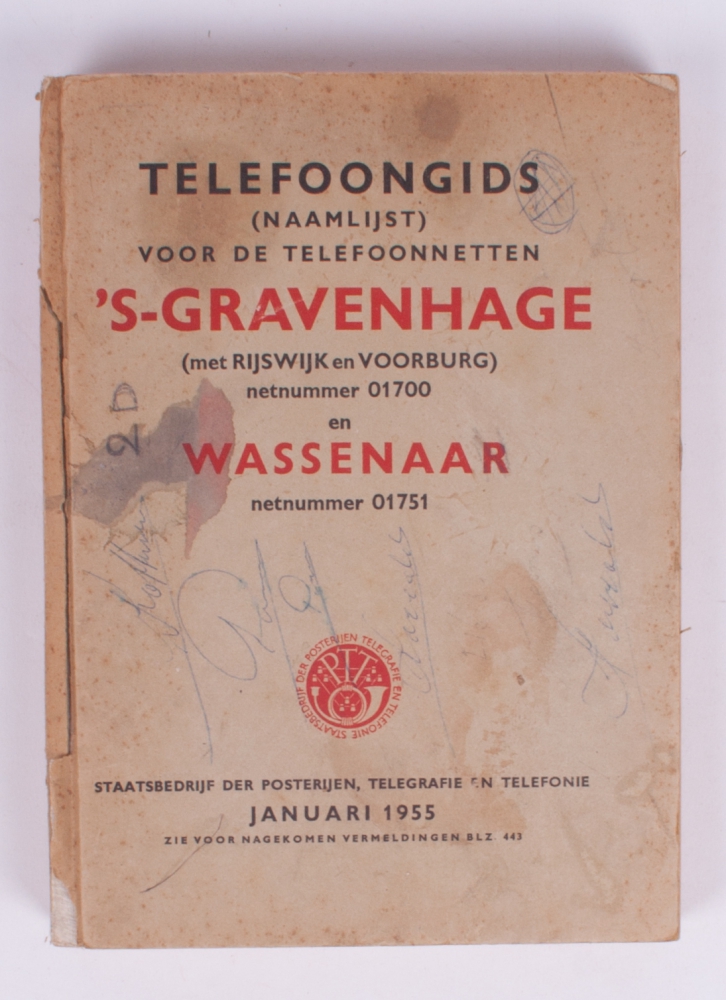 TELEFOONGIDS
(NAAMLIJST)
VOOR DE TELEFOONNETTEN
'S-GRAVENHAGE
(met RIJSWIJK en VOORBURG)
netnummer 01700
en
2D
WASSENAAR
netnummer 01751
STAATSBEDRIJF DER POSTERIJEN TELEGRAFIE EN TELEFONIE
PTT
STAATSBEDRIJF DER POSTERIJEN, TELEGRAFIE EN TELEFONIE
JANUARI 1955
ZIE VOOR NAGEKOMEN VERMELDINGEN BLZ. 443